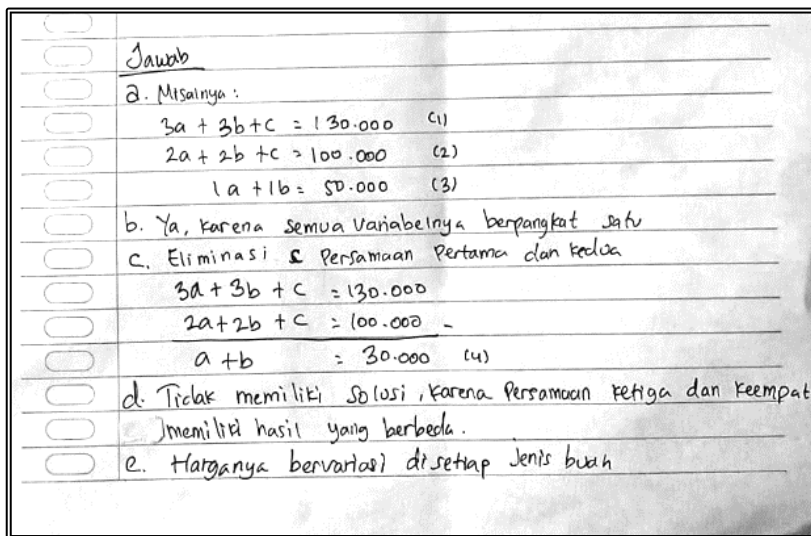 Jawab
a. Misalnya:
3a + 3b + c = 130.000 (1)
2a + 2b + c = 100.000 (2)
1a + 1b = 50.000 (3)
b. Ya, karena semua variabelnya berpangkat satu
c. Eliminasi c Persamaan Pertama dan kedua
3a + 3b + c = 130.000
2a + 2b + c = 100.000 -
a + b = 30.000 (4)
d. Tidak memiliki solusi, karena Persamaan ketiga dan keempat
memiliki hasil yang berbeda.
e. Harganya bervariasi disetiap Jenis buah